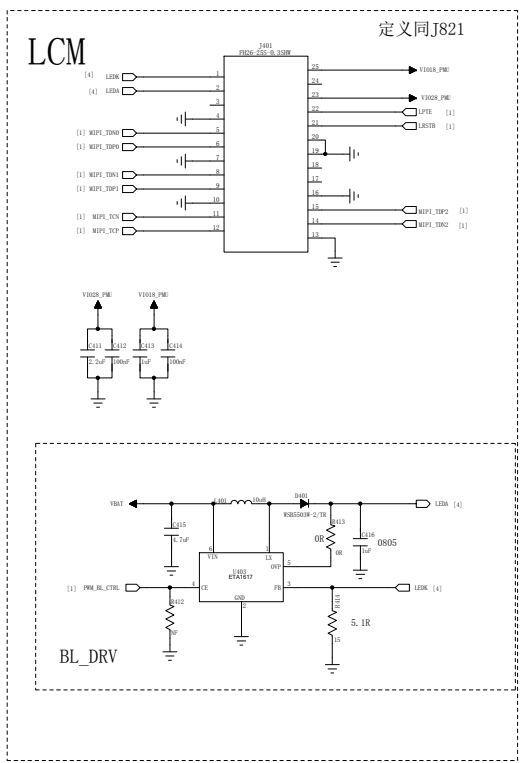 定义同J821
LCM
J401
FH26-25S-0.3SHW
[4] LEDK 1
[4] LEDA 2
3
4
[1] MIPI_TDN0 5
[1] MIPI_TDP0 6
7
[1] MIPI_TDN1 8
[1] MIPI_TDP1 9
10
[1] MIPI_TCN 11
[1] MIPI_TCP 12
25 VIO18_PMU
24
23 VIO28_PMU
22 LPTE [1]
21 LRSTB [1]
20
19
18
17
16
15 MIPI_TDP2 [1]
14 MIPI_TDN2 [1]
13
VIO28_PMU VIO18_PMU
C411 C412 C413 C414
2.2uF 100nF 1uF 100nF
VBAT
L401 10uH
D401
WSB5503W-2/TR
LEDA [4]
C415
4.7uF
R413
0R
0R
C416
1uF
0805
6 1
VIN LX
U403
ETA1617
OVP 5
[1] PWM_BL_CTRL 4 CE
FB 3 LEDK [4]
GND
2
R412
NF
R414
15
5.1R
BL_DRV